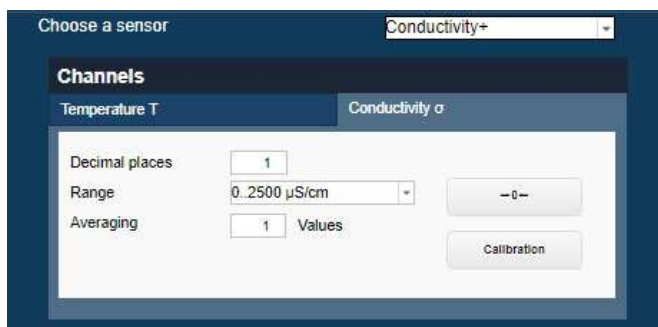 Choose a sensor Conductivity+
Channels
Temperature T Conductivity σ
Decimal places 1
Range 0..2500 µS/cm
–0–
Averaging 1 Values
Calibration